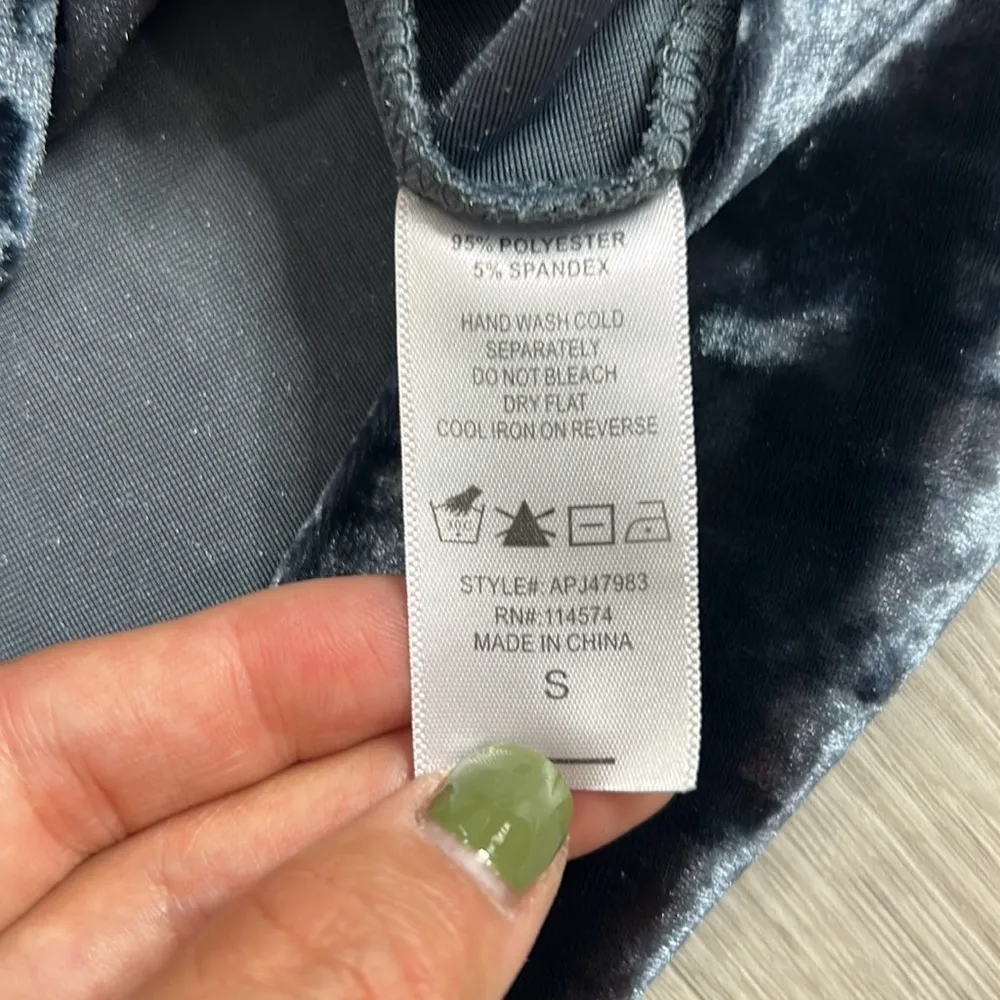 95% POLYESTER
5% SPANDEX
HAND WASH COLD
SEPARATELY
DO NOT BLEACH
DRY FLAT
COOL IRON ON REVERSE
STYLE#: APJ47983
RN#:114574
MADE IN CHINA
S